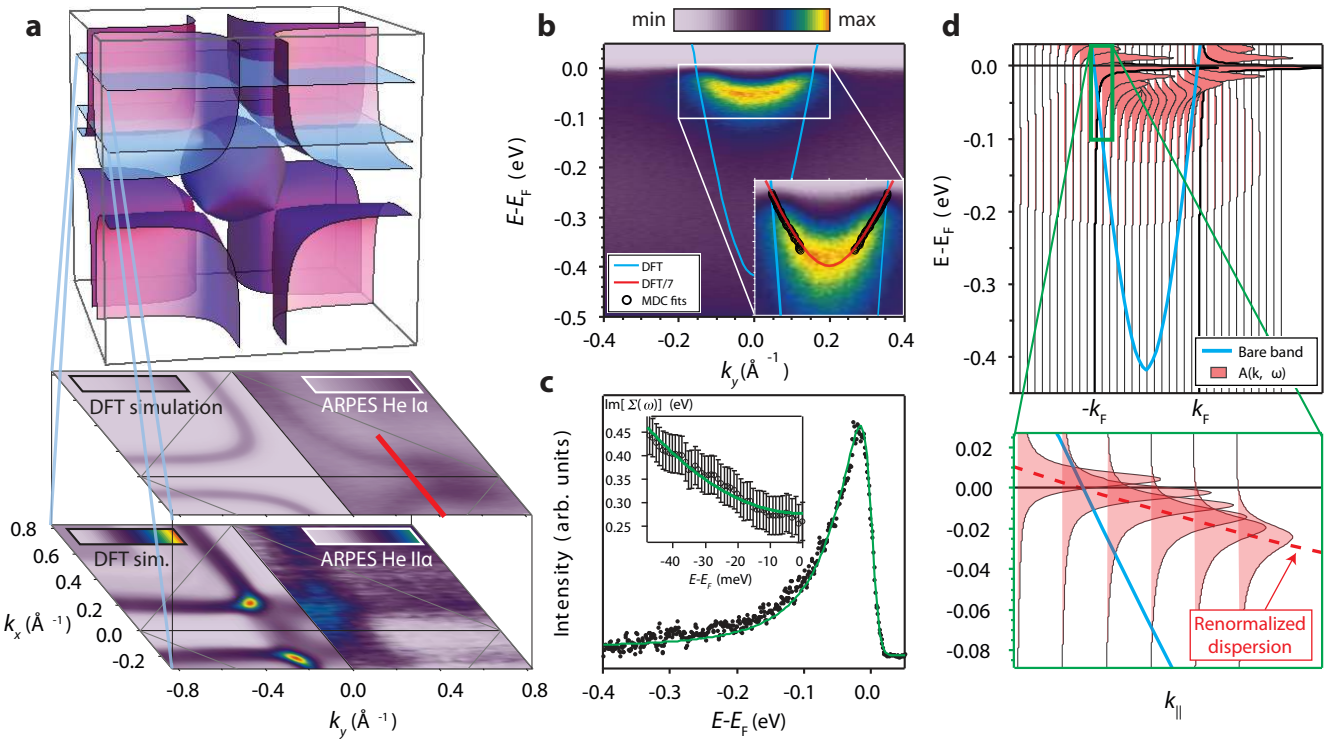 a
DFT simulation
ARPES He Iα
DFT sim.
ARPES He IIα
0.8
0.6
0.4
0.2
0.0
-0.2
kx (Å⁻¹)
-0.8
-0.4
0.0
0.4
0.8
ky (Å⁻¹)
min
max
b
0.0
-0.1
-0.2
-0.3
-0.4
-0.5
E-EF (eV)
DFT
DFT/7
MDC fits
-0.4
-0.2
0.0
0.2
0.4
ky (Å⁻¹)
c
Im[Σ(ω)] (eV)
0.45
0.40
0.35
0.30
0.25
-40
-30
-20
-10
0
E-EF (meV)
Intensity (arb. units)
-0.4
-0.3
-0.2
-0.1
0.0
E-EF (eV)
d
0.0
-0.1
-0.2
-0.3
-0.4
E-EF (eV)
Bare band
A(k, ω)
-kF
kF
0.02
0.00
-0.02
-0.04
-0.06
-0.08
Renormalized
dispersion
k||